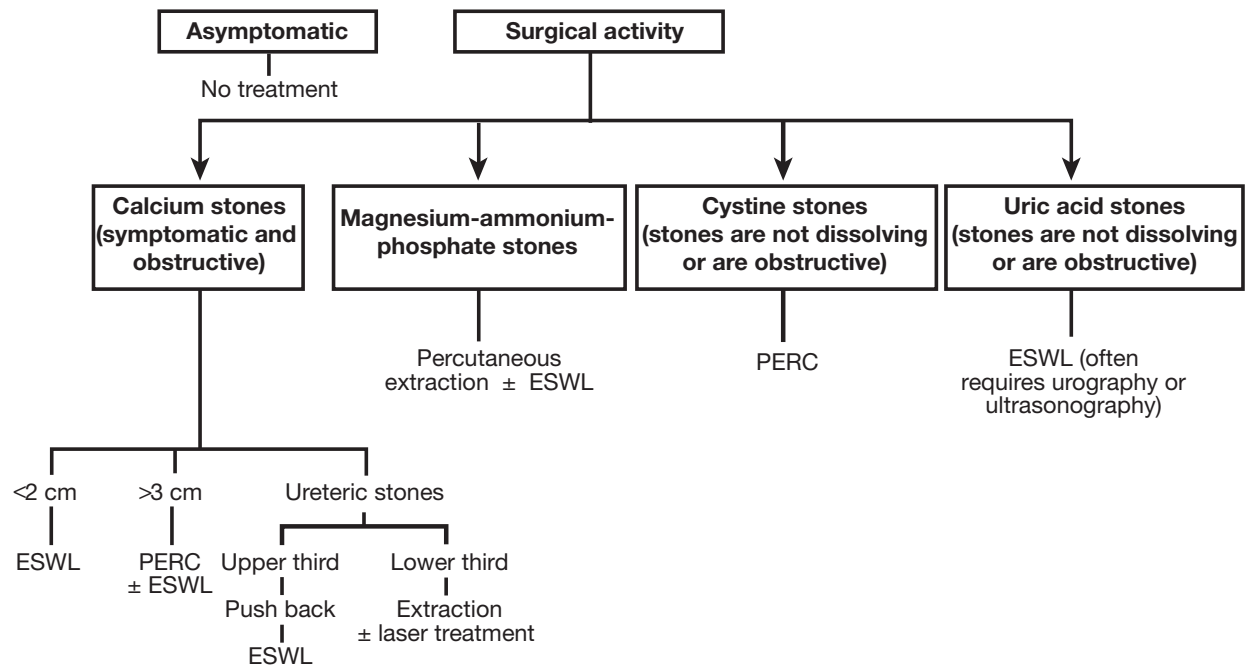 Asymptomatic
No treatment
Surgical activity
Calcium stones
(symptomatic and
obstructive)
Magnesium-ammonium-
phosphate stones
Cystine stones
(stones are not dissolving
or are obstructive)
Uric acid stones
(stones are not dissolving
or are obstructive)
Percutaneous
extraction ± ESWL
PERC
ESWL (often
requires urography or
ultrasonography)
<2 cm
ESWL
>3 cm
PERC
± ESWL
Ureteric stones
Upper third
Push back
ESWL
Lower third
Extraction
± laser treatment